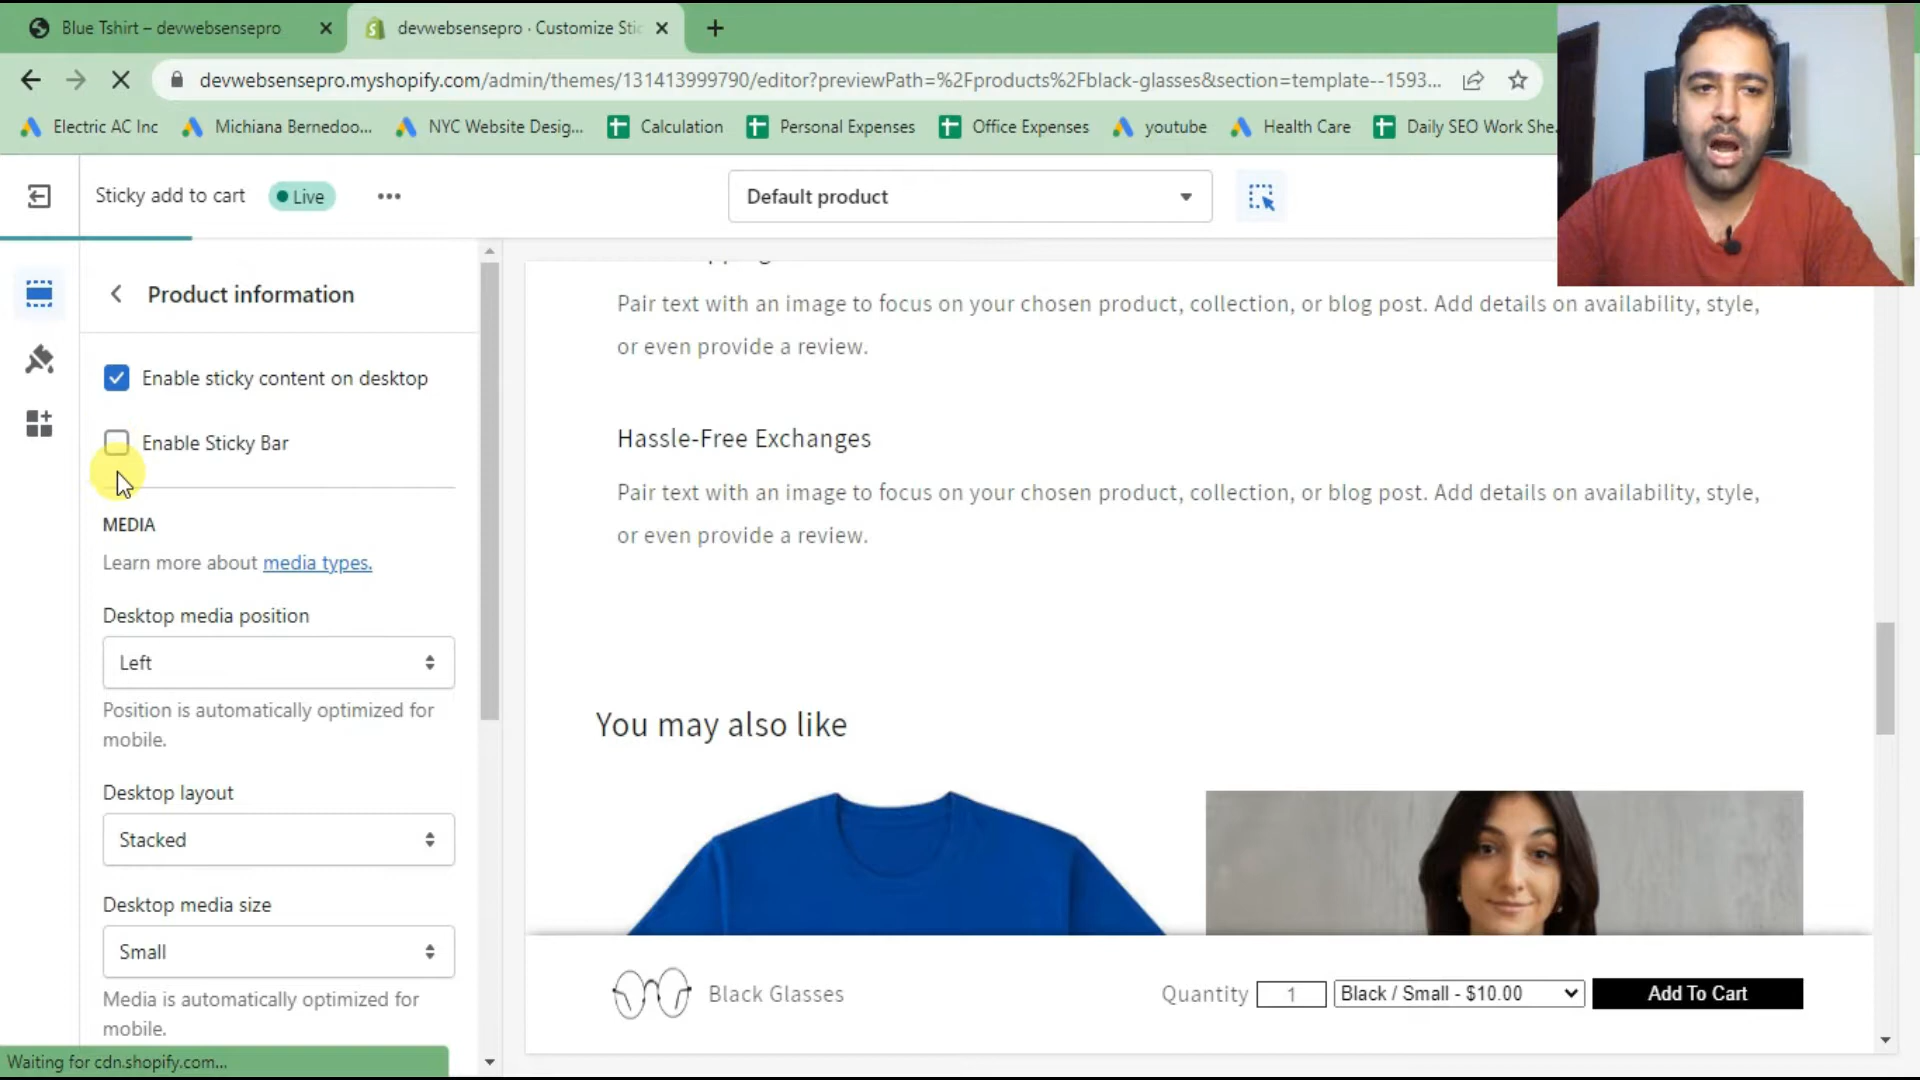 Blue Tshirt – devwebsensepro
devwebsensepro · Customize Stic
devwebsensepro.myshopify.com/admin/themes/131413999790/editor?previewPath=%2Fproducts%2Fblack-glasses&section=template--1593...
Electric AC Inc
Michiana Bernedoo...
NYC Website Desig...
Calculation
Personal Expenses
Office Expenses
youtube
Health Care
Daily SEO Work She...
Sticky add to cart
Live
Default product
Product information
Enable sticky content on desktop
Enable Sticky Bar
MEDIA
Learn more about media types.
Desktop media position
Left
Position is automatically optimized for
mobile.
Desktop layout
Stacked
Desktop media size
Small
Media is automatically optimized for
mobile.
Waiting for cdn.shopify.com...
Pair text with an image to focus on your chosen product, collection, or blog post. Add details on availability, style,
or even provide a review.
Hassle-Free Exchanges
Pair text with an image to focus on your chosen product, collection, or blog post. Add details on availability, style,
or even provide a review.
You may also like
Black Glasses
Quantity
1
Black / Small - $10.00
Add To Cart